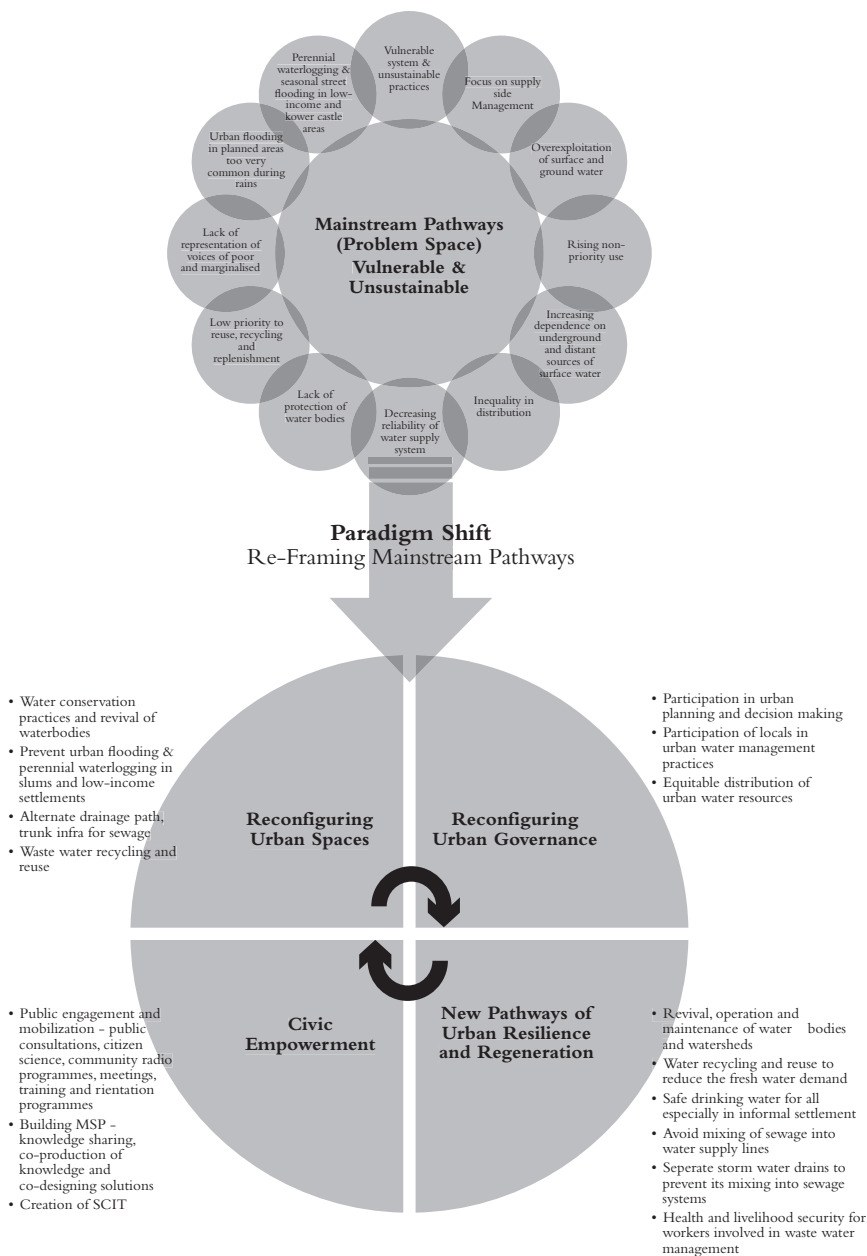 Vulnerable
system &
unsustainable
practices
Focus on supply
side
Management
Overexploitation
of surface and
ground water
Rising non-
priority use
Increasing
dependence on
underground
and distant
sources of
surface water
Inequality in
distribution
Decreasing
reliability of
water supply
system
Lack of
protection of
water bodies
Low priority to
reuse, recycling
and
replenishment
Lack of
representation of
voices of poor
and marginalised
Urban flooding
in planned areas
too very
common during
rains
Perennial
waterlogging &
seasonal street
flooding in low-
income and
kower castle
areas
Mainstream Pathways
(Problem Space)
Vulnerable &
Unsustainable
Paradigm Shift
Re-Framing Mainstream Pathways
• Water conservation
practices and revival of
waterbodies
• Prevent urban flooding &
perennial waterlogging in
slums and low-income
settlements
• Alternate drainage path,
trunk infra for sewage
• Waste water recycling and
reuse
Reconfiguring
Urban Spaces
Reconfiguring
Urban Governance
• Participation in urban
planning and decision making
• Participation of locals in
urban water management
practices
• Equitable distribution of
urban water resources
• Public engagement and
mobilization - public
consultations, citizen
science, community radio
programmes, meetings,
training and rientation
programmes
• Building MSP -
knowledge sharing,
co-production of
knowledge and
co-designing solutions
• Creation of SCIT
Civic
Empowerment
New Pathways of
Urban Resilience
and Regeneration
• Revival, operation and
maintenance of water bodies
and watersheds
• Water recycling and reuse to
reduce the fresh water demand
• Safe drinking water for all
especially in informal settlement
• Avoid mixing of sewage into
water supply lines
• Seperate storm water drains to
prevent its mixing into sewage
systems
• Health and livelihood security for
workers involved in waste water
management